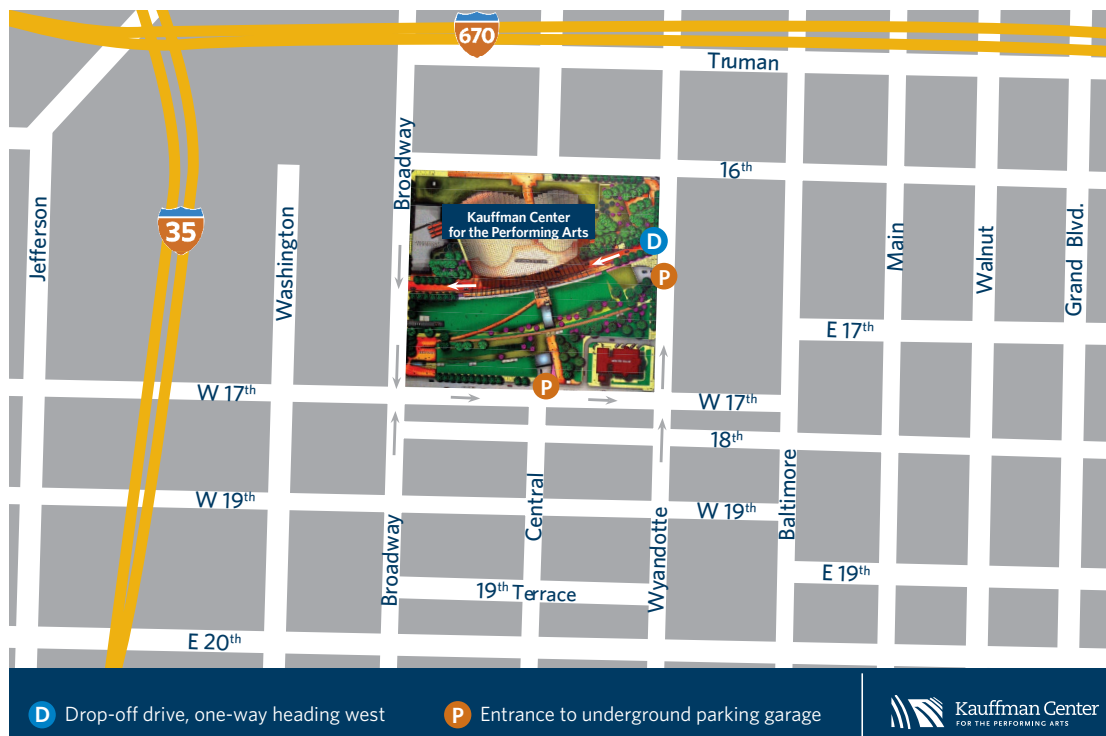 670
Truman
Broadway
16th
Kauffman Center
for the Performing Arts
D
35
Jefferson
Washington
P
Main
Walnut
Grand Blvd.
E 17th
P
W 17th
W 17th
18th
Baltimore
W 19th
Central
W 19th
Broadway
Wyandotte
E 19th
19th Terrace
E 20th
D Drop-off drive, one-way heading west
P Entrance to underground parking garage
Kauffman Center
FOR THE PERFORMING ARTS